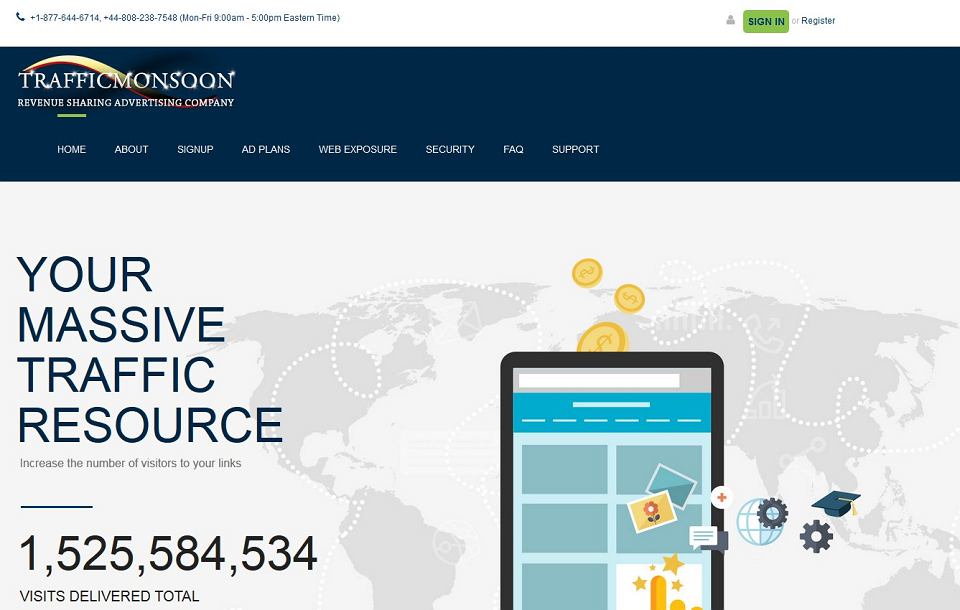 +1-877-644-6714, +44-808-238-7548 (Mon-Fri 9:00am - 5:00pm Eastern Time)
SIGN IN or Register
TRAFFICMONSOON
REVENUE SHARING ADVERTISING COMPANY
HOME ABOUT SIGNUP AD PLANS WEB EXPOSURE SECURITY FAQ SUPPORT
YOUR
MASSIVE
TRAFFIC
RESOURCE
Increase the number of visitors to your links
1,525,584,534
VISITS DELIVERED TOTAL